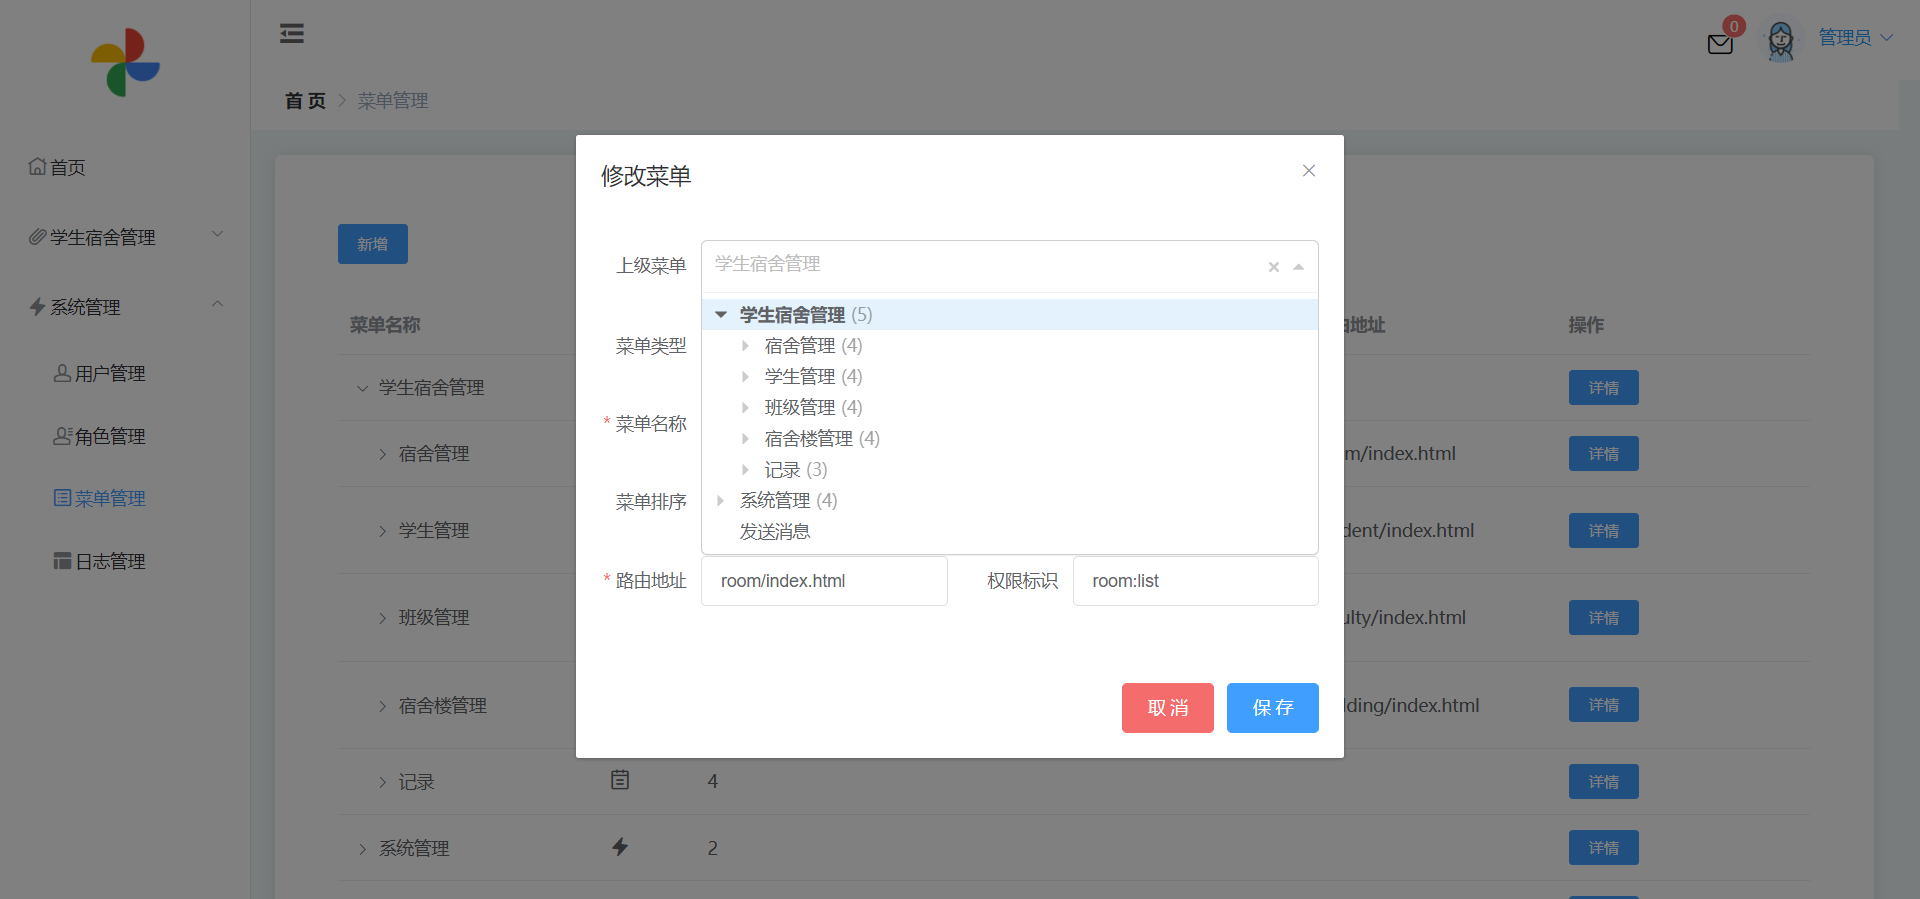 0
管理员
首 页 > 菜单管理
首页
学生宿舍管理
系统管理
用户管理
角色管理
菜单管理
日志管理
新增
菜单名称
由地址
操作
学生宿舍管理
详情
宿舍管理
m/index.html
详情
学生管理
dent/index.html
详情
班级管理
ulty/index.html
详情
宿舍楼管理
lding/index.html
详情
记录
4
详情
系统管理
2
详情
修改菜单
上级菜单
学生宿舍管理
学生宿舍管理 (5)
宿舍管理 (4)
学生管理 (4)
班级管理 (4)
宿舍楼管理 (4)
记录 (3)
系统管理 (4)
发送消息
菜单类型
* 菜单名称
菜单排序
* 路由地址
room/index.html
权限标识
room:list
取 消
保 存